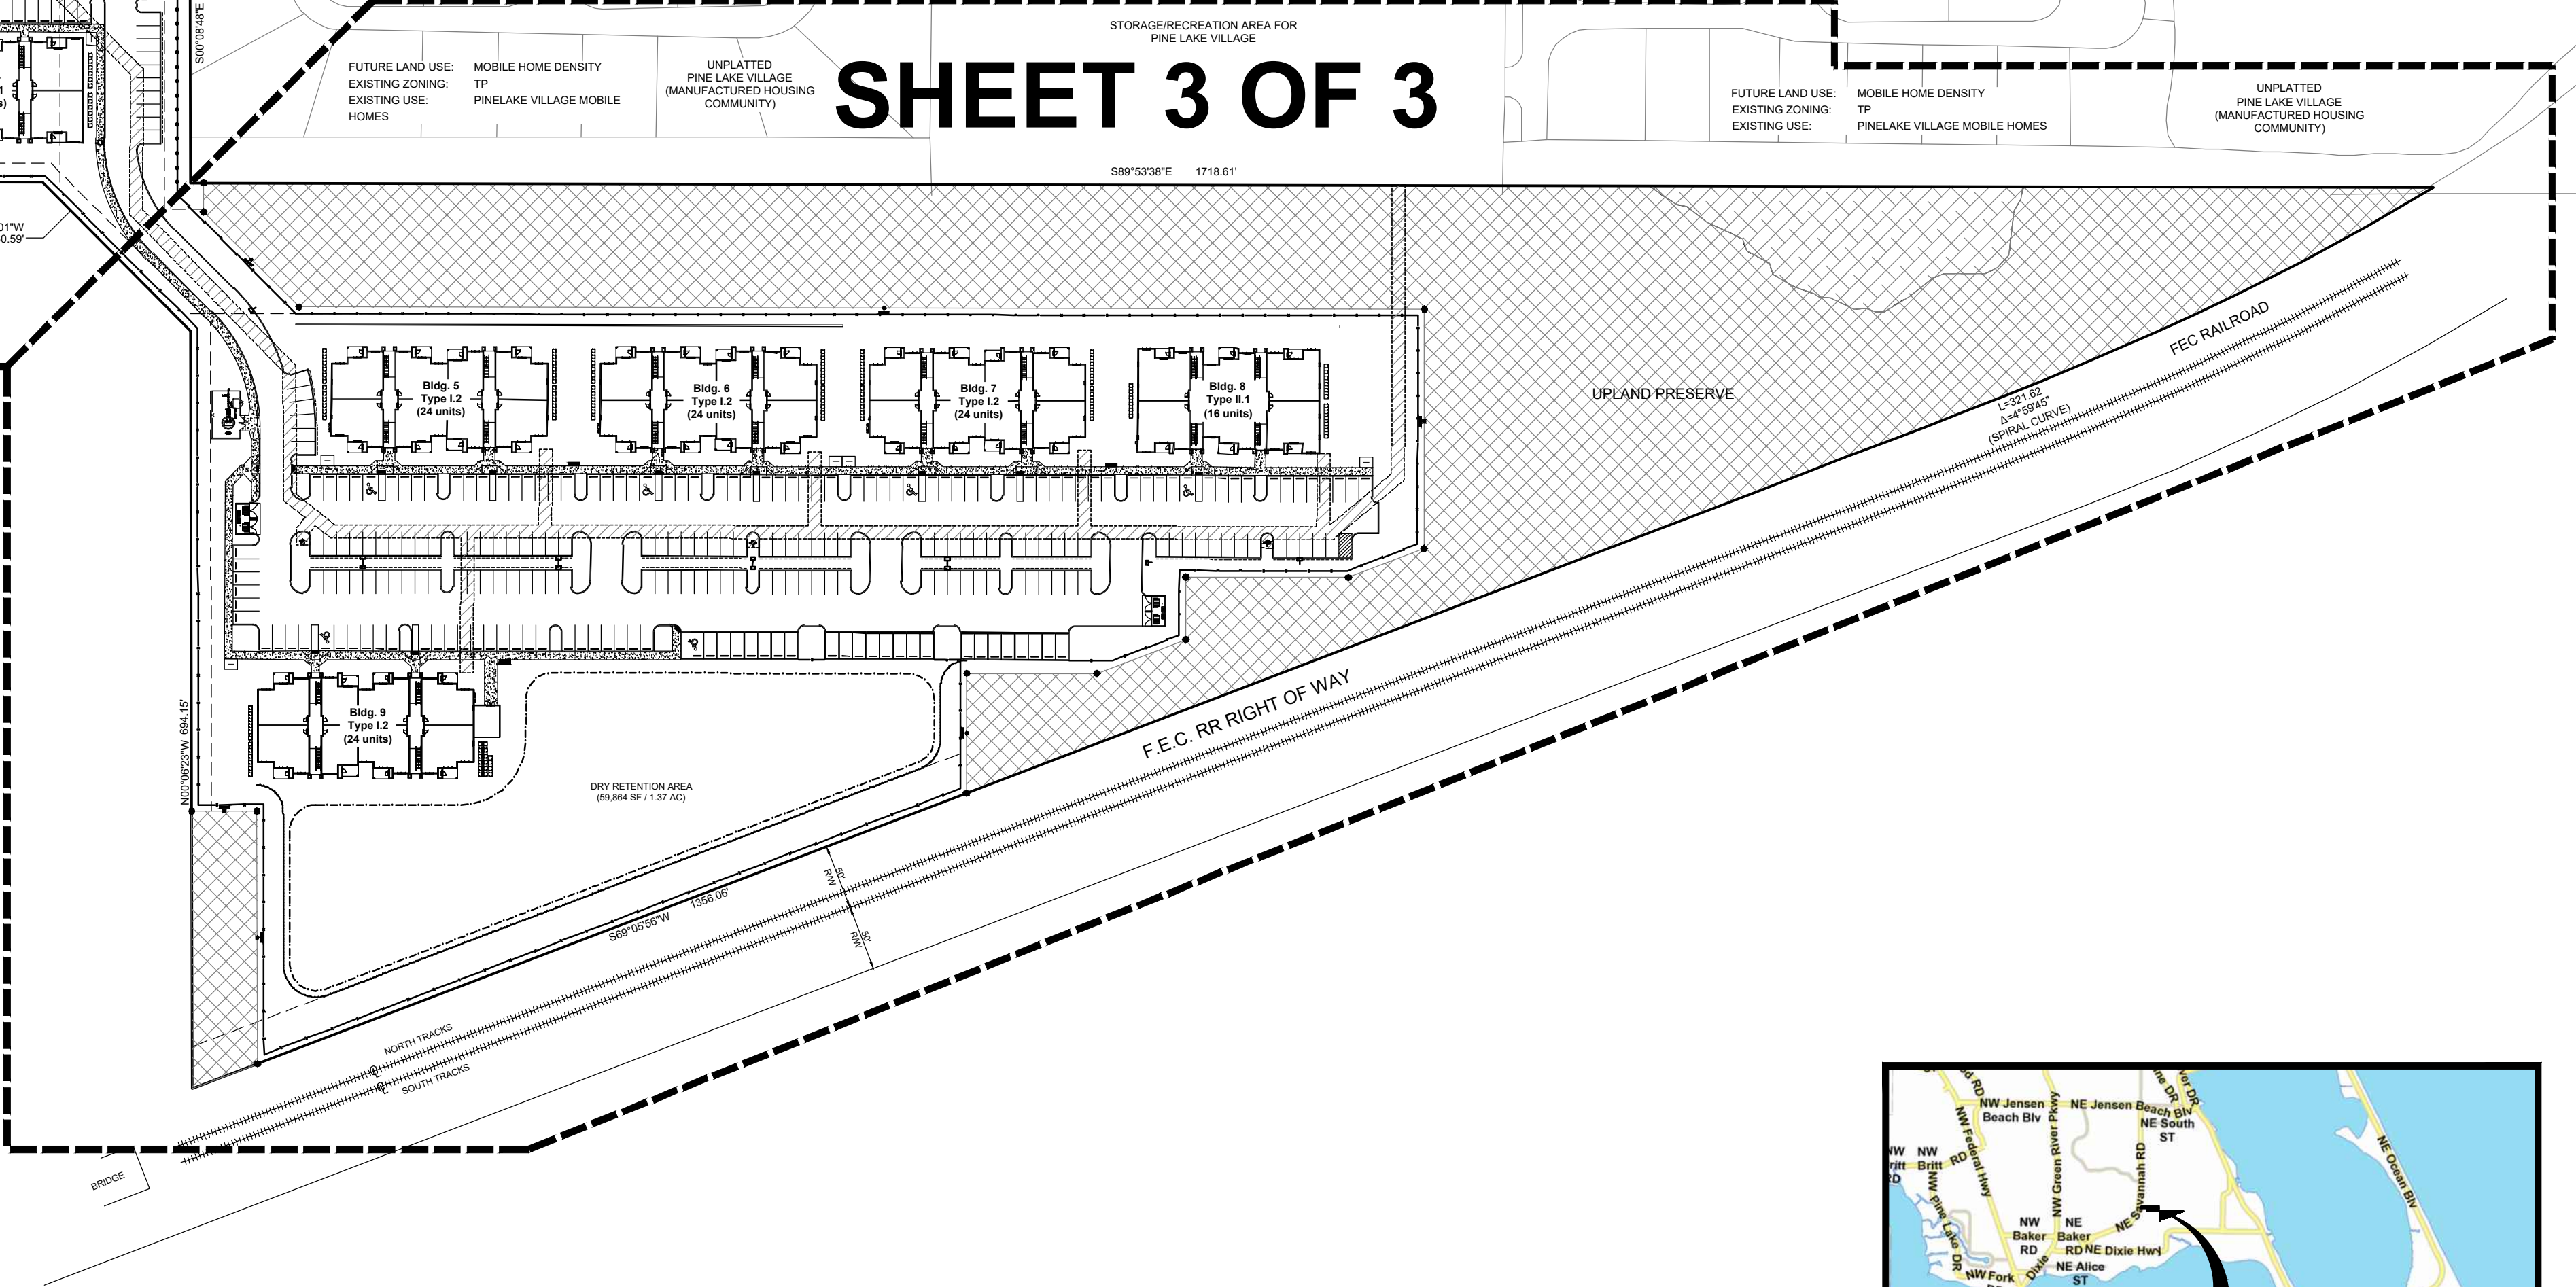 S00°08'48"E
STORAGE/RECREATION AREA FOR
PINE LAKE VILLAGE
FUTURE LAND USE: MOBILE HOME DENSITY
EXISTING ZONING: TP
EXISTING USE: PINELAKE VILLAGE MOBILE
HOMES
UNPLATTED
PINE LAKE VILLAGE
(MANUFACTURED HOUSING
COMMUNITY)
SHEET 3 OF 3
FUTURE LAND USE: MOBILE HOME DENSITY
EXISTING ZONING: TP
EXISTING USE: PINELAKE VILLAGE MOBILE HOMES
UNPLATTED
PINE LAKE VILLAGE
(MANUFACTURED HOUSING
COMMUNITY)
S89°53'38"E 1718.61'
01"W
0.59'
FEC RAILROAD
L=321.62
Δ=4°59'45"
(SPIRAL CURVE)
UPLAND PRESERVE
Bldg. 5
Type I.2
(24 units)
Bldg. 6
Type I.2
(24 units)
Bldg. 7
Type I.2
(24 units)
Bldg. 8
Type II.1
(16 units)
F.E.C. RR RIGHT OF WAY
N00°06'23"W 694.15'
Bldg. 9
Type I.2
(24 units)
DRY RETENTION AREA
(59,864 SF / 1.37 AC)
50'
R/W
50'
R/W
S69°05'56"W 1356.06'
NORTH TRACKS
SOUTH TRACKS
BRIDGE
NW Jensen
Beach Blv
NE Jensen Beach Blv
NE South
ST
NW Federal Hwy
NW Green River Pkwy
NE Savannah RD
NE Ocean Blv
NW
Britt RD
NW Pine Lake DR
NW
Baker
RD
NE
Baker
RD
NE Dixie Hwy
NE Alice
ST
NW Fork
Dixie